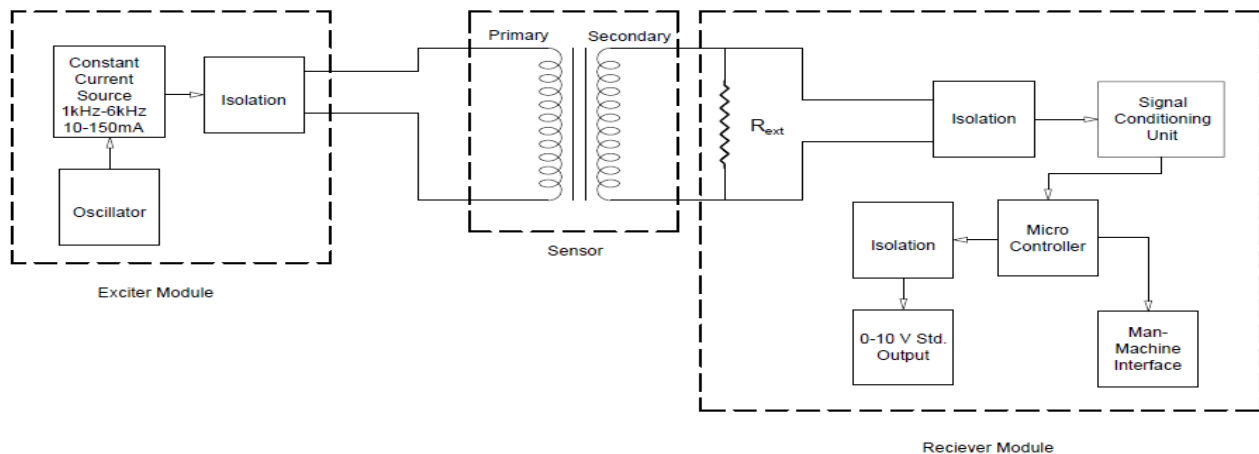 Constant
Current
Source
1kHz-6kHz
10-150mA
Isolation
Oscillator
Exciter Module
Primary
Secondary
Sensor
Rext
Isolation
Signal
Conditioning
Unit
Micro
Controller
Isolation
0-10 V Std.
Output
Man-
Machine
Interface
Reciever Module